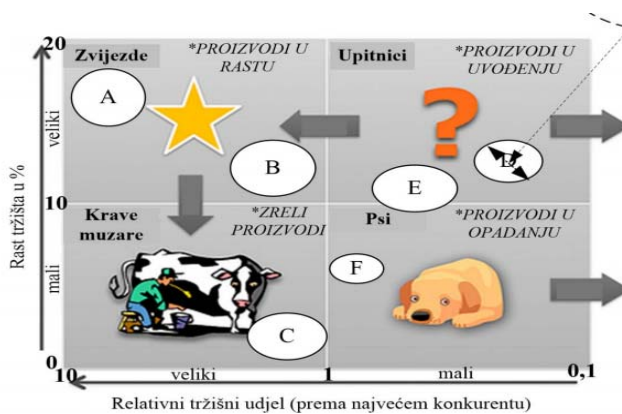 20
Zvijezde
*PROIZVODI U
RASTU
Upitnici
*PROIZVODI U
UVOĐENJU
A
B
E
Rast tržišta u %
veliki
mali
10
Krave
muzare
*ZRELI
PROIZVODI
Psi
*PROIZVODI U
OPADANJU
F
C
0
10
veliki
1
mali
0,1
Relativni tržišni udjel (prema najvećem konkurentu)